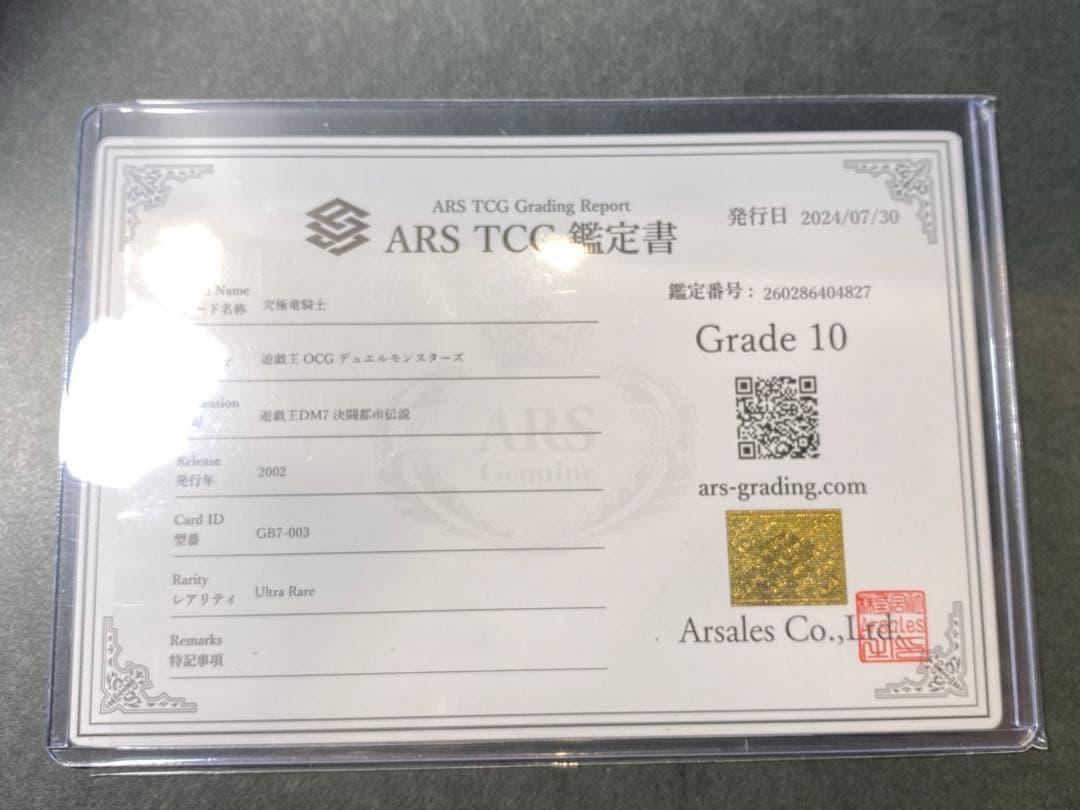 ARS TCG Grading Report
ARS TCG 鑑定書
発行日 2024/07/30
Name
ード名称 究極竜騎士
遊戯王 OCG デュエルモンスターズ
遊戯王DM7 決闘都市伝説
Release
発行年 2002
Card ID
型番 GB7-003
Rarity
レアリティ Ultra Rare
Remarks
特記事項
鑑定番号： 260286404827
Grade 10
ars-grading.com
Arsales Co.,Ltd.
ARS
Genuine
Arsales